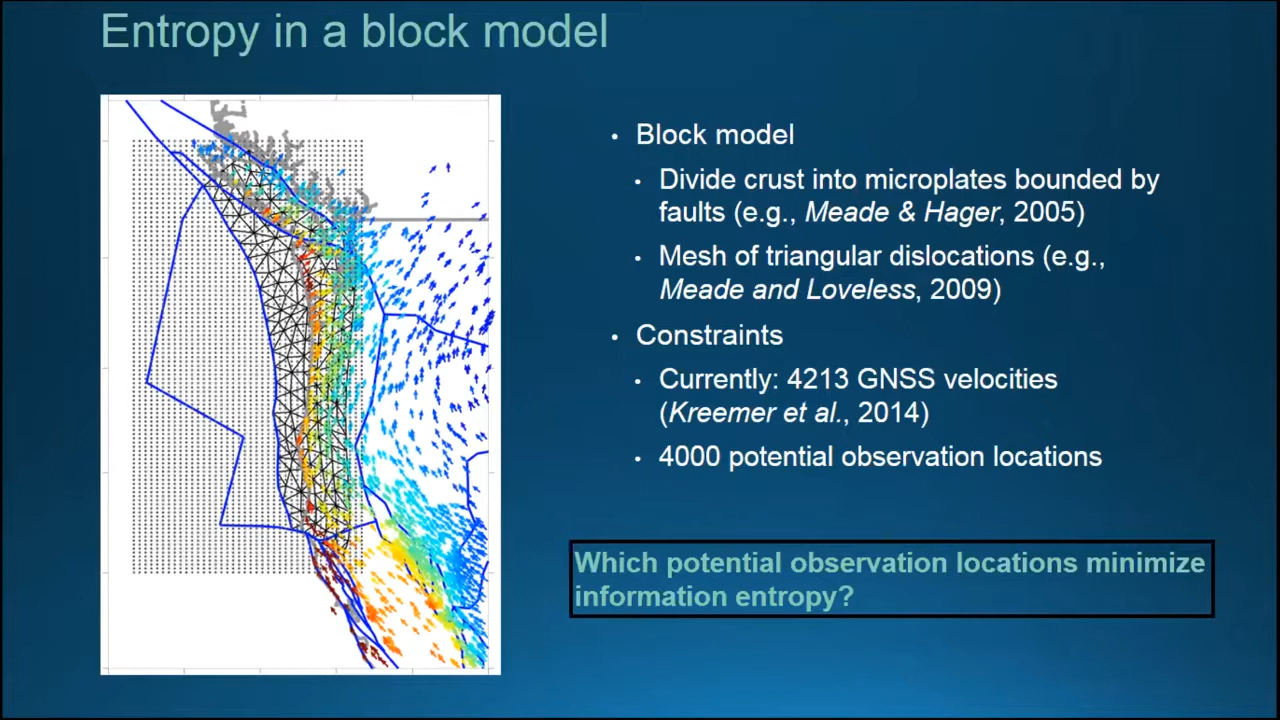 Entropy in a block model
• Block model
• Divide crust into microplates bounded by
faults (e.g., Meade & Hager, 2005)
• Mesh of triangular dislocations (e.g.,
Meade and Loveless, 2009)
• Constraints
• Currently: 4213 GNSS velocities
(Kreemer et al., 2014)
• 4000 potential observation locations
Which potential observation locations minimize
information entropy?